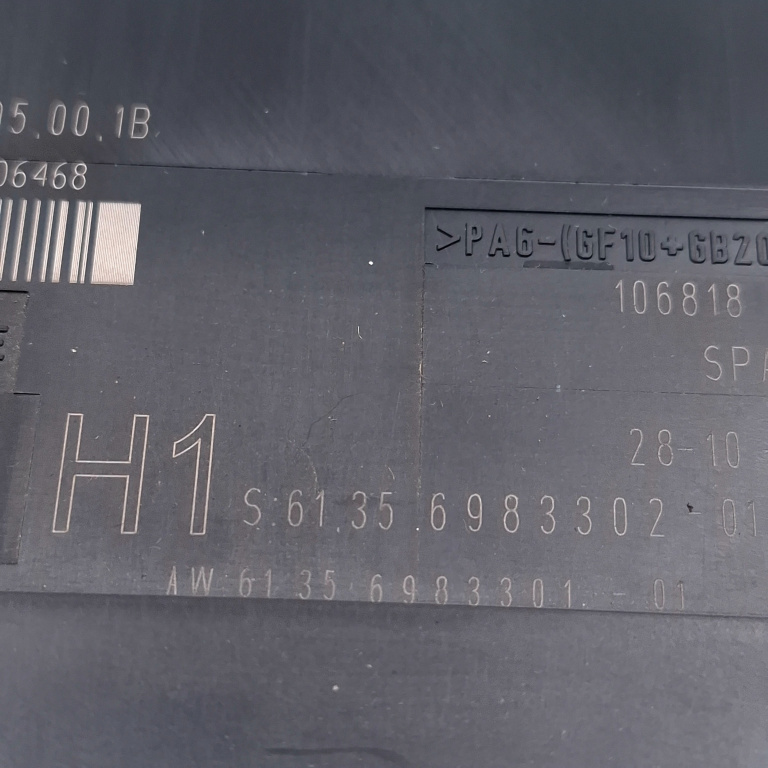 05.00.1B
06468
>PA6-(GF10+GB20
106818
SPA
28-10-
H1
S:61.35 6983302-01
AW:61.35 6983301-01